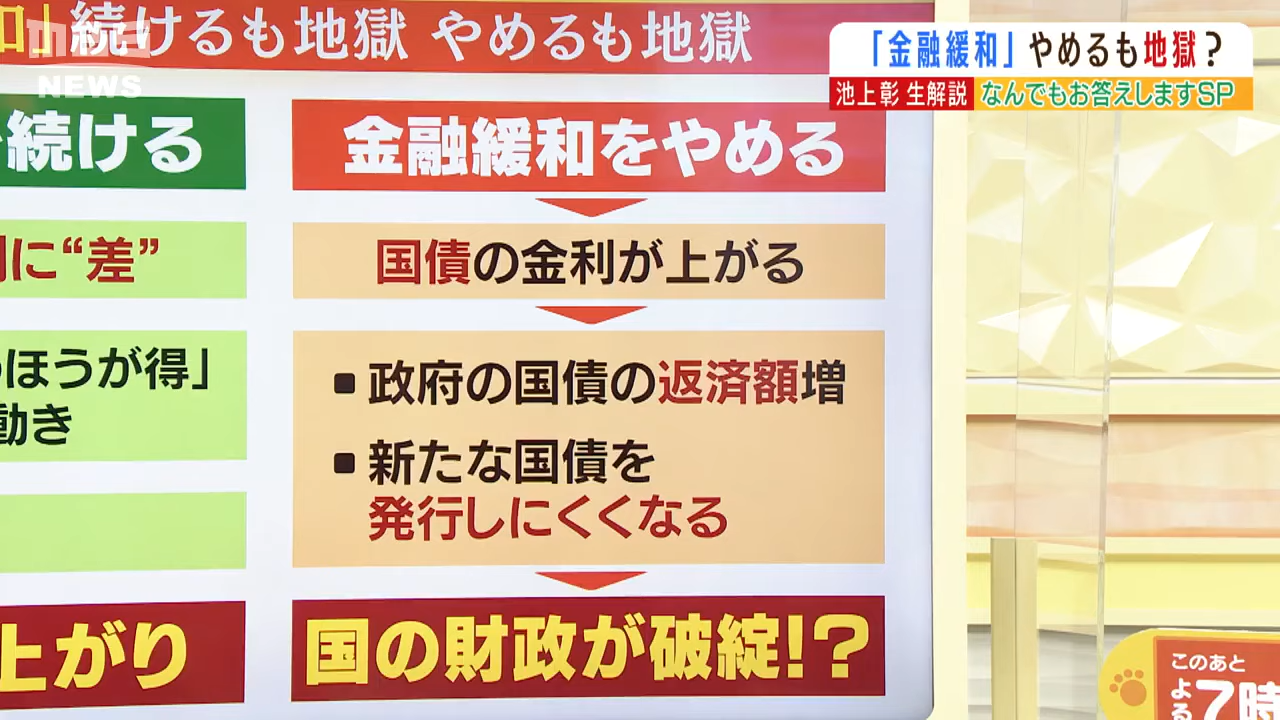 和」続けるも地獄 やめるも地獄
MBS
NEWS
「金融緩和」やめるも地獄？
池上彰 生解説 なんでもお答えしますSP
続ける
に“差”
ほうが得」
動き
上がり
金融緩和をやめる
国債の金利が上がる
■ 政府の国債の返済額増
■ 新たな国債を
発行しにくくなる
国の財政が破綻!?
このあと
よる7時